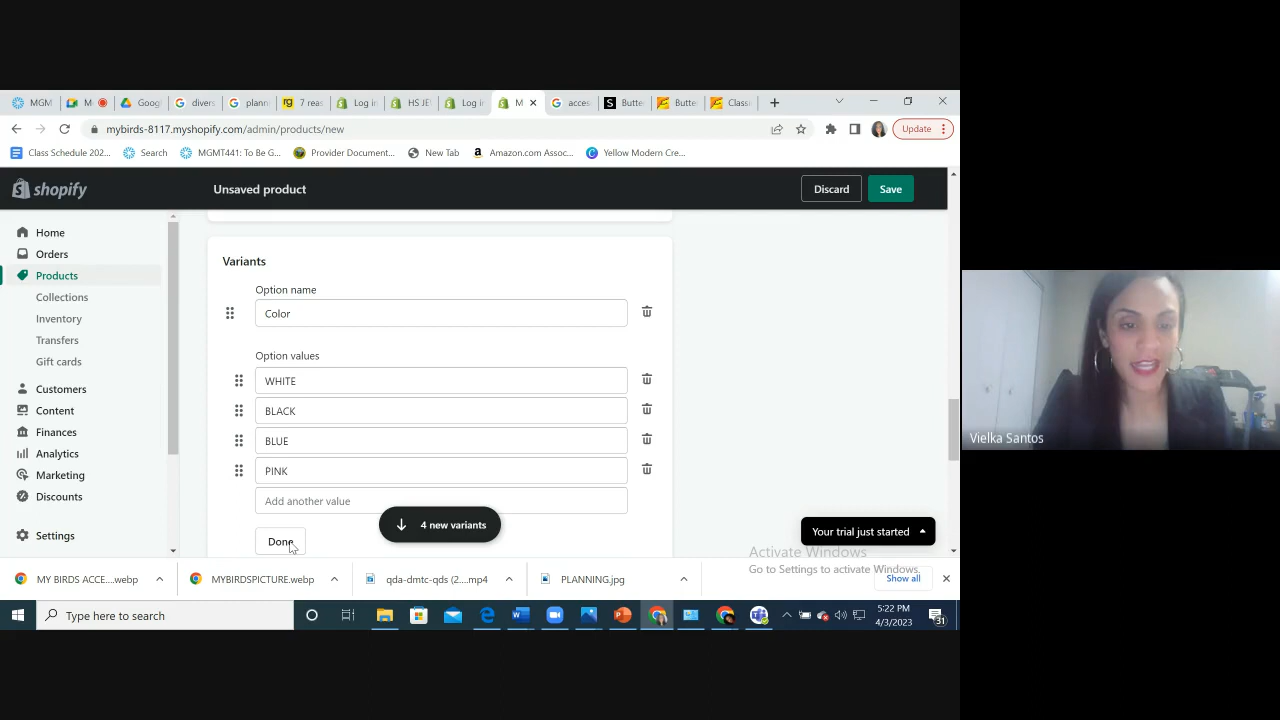 MGM
M
Googl
divers
planni
7 reas
Log in
HS JE
Log in
M
acces
Butte
Butte
Classi
mybirds-8117.myshopify.com/admin/products/new
Update
Class Schedule 202...
Search
MGMT441: To Be G...
Provider Document...
New Tab
Amazon.com Assoc...
Yellow Modern Cre...
shopify
Unsaved product
Discard
Save
Home
Orders
Products
Collections
Inventory
Transfers
Gift cards
Customers
Content
Finances
Analytics
Marketing
Discounts
Settings
Variants
Option name
Color
Option values
WHITE
BLACK
BLUE
PINK
Add another value
4 new variants
Done
Your trial just started
Activate Windows
Go to Settings to activate Windows.
Vielka Santos
MY BIRDS ACCE....webp
MYBIRDSPICTURE.webp
qda-dmtc-qds (2....mp4
PLANNING.jpg
Show all
Type here to search
5:22 PM
4/3/2023
31